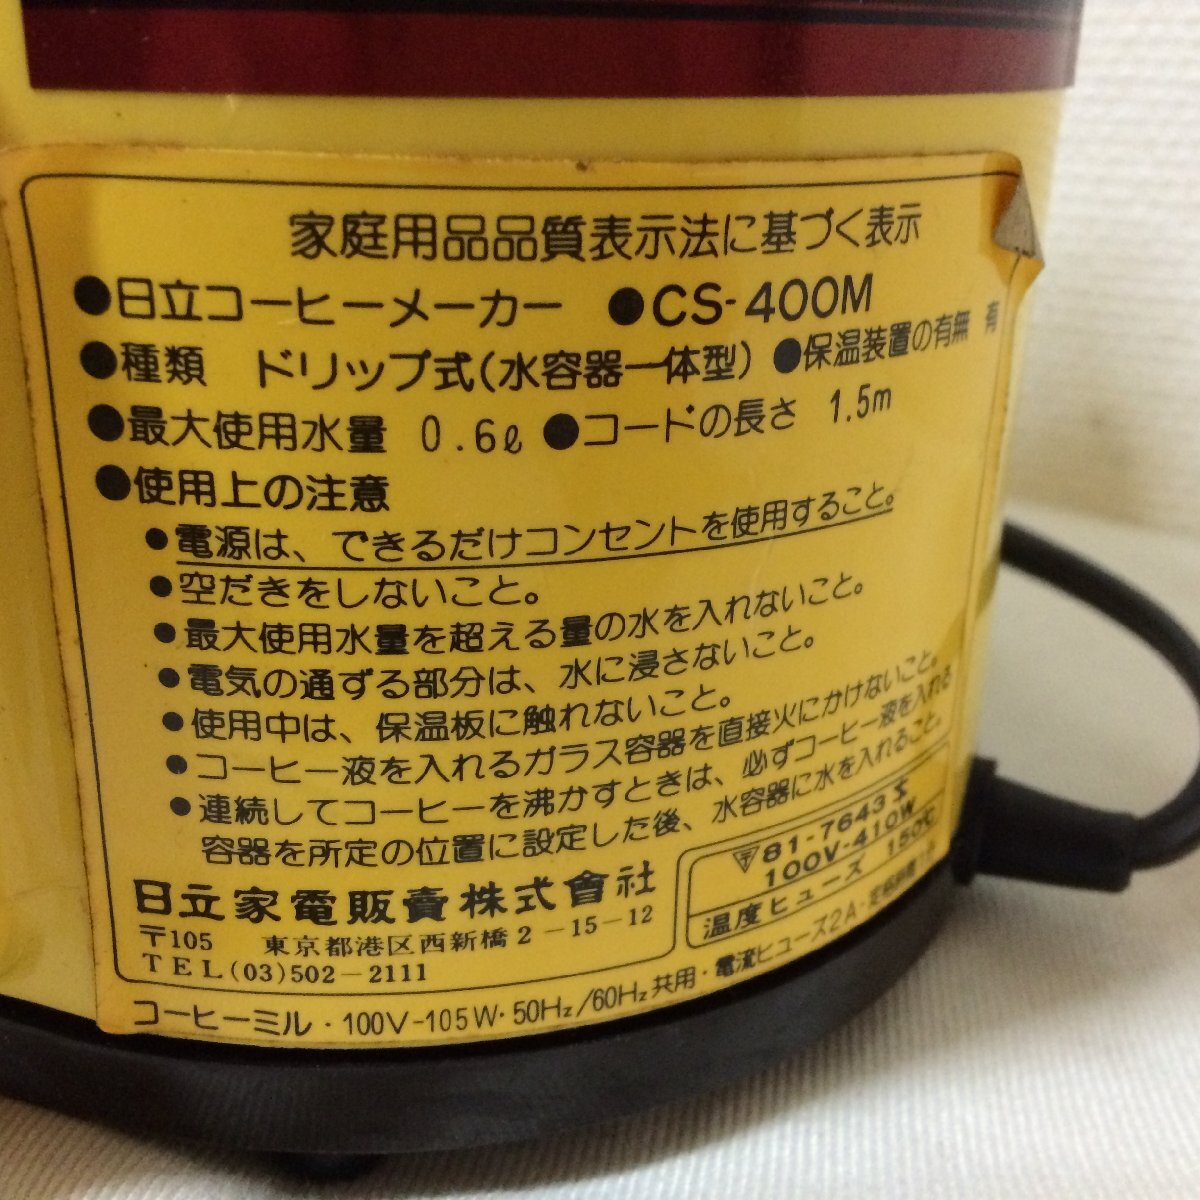 家庭用品品質表示法に基づく表示
●日立コーヒーメーカー ●CS-400M
●種類 ドリップ式(水容器一体型) ●保温装置の有無 有
●最大使用水量 0.6ℓ ●コードの長さ 1.5m
●使用上の注意
●電源は、できるだけコンセントを使用すること。
●空だきをしないこと。
●最大使用水量を超える量の水を入れないこと。
●電気の通ずる部分は、水に浸さないこと。
●使用中は、保温板に触れないこと。
●コーヒー液を入れるガラス容器を直接火にかけないこと。
●連続してコーヒーを沸かすときは、必ずコーヒー液を入れる
容器を所定の位置に設定した後、水容器に水を入れること。
日立家電販賣株式會社
〒105 東京都港区西新橋2-15-12
TEL(03)502-2111
81-7643
100V-410W
温度ヒューズ 150℃
コーヒーミル・100V-105W・50Hz/60Hz共用・電流ヒューズ2A・定格時間